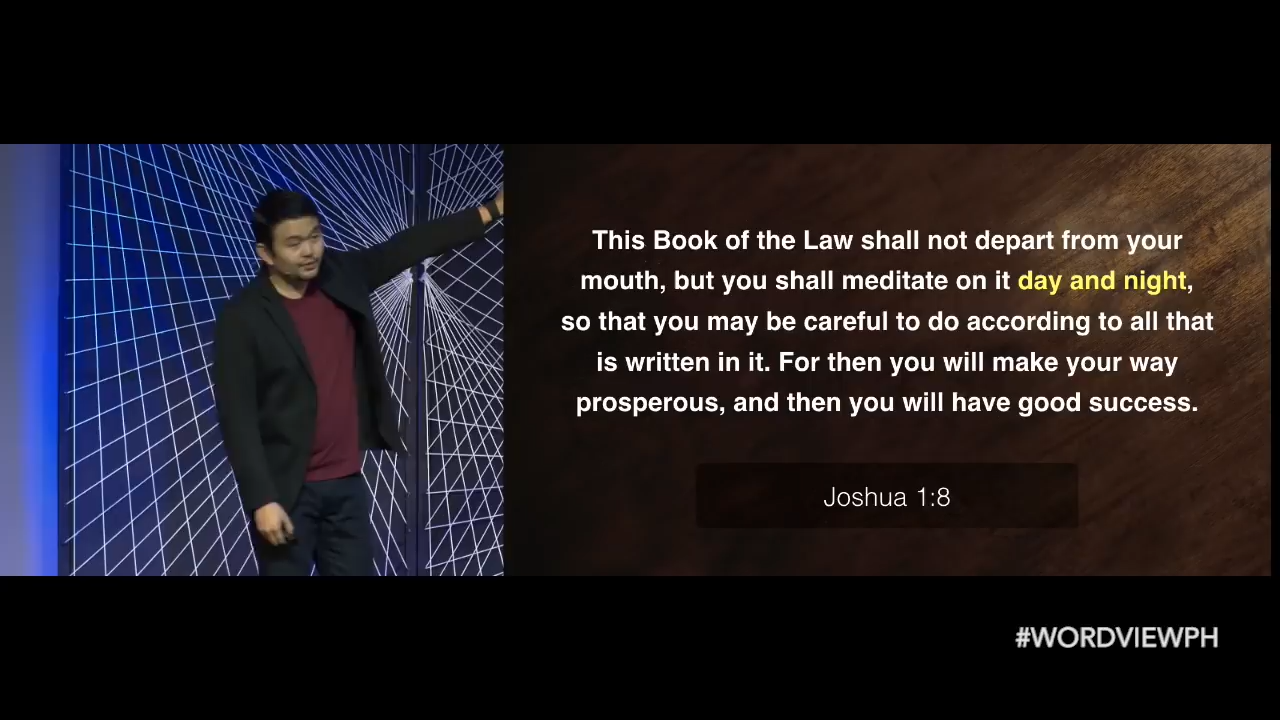 This Book of the Law shall not depart from your
mouth, but you shall meditate on it day and night,
so that you may be careful to do according to all that
is written in it. For then you will make your way
prosperous, and then you will have good success.
Joshua 1:8
#WORDVIEWPH